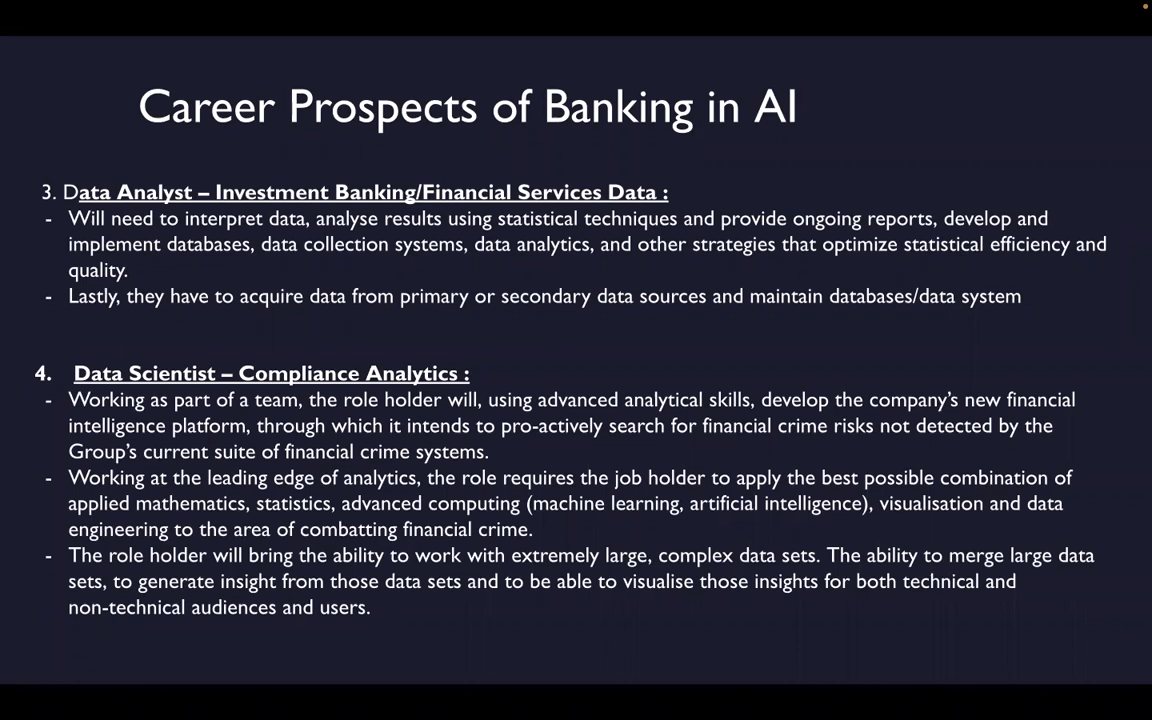 Career Prospects of Banking in AI
3. Data Analyst – Investment Banking/Financial Services Data :
- Will need to interpret data, analyse results using statistical techniques and provide ongoing reports, develop and
implement databases, data collection systems, data analytics, and other strategies that optimize statistical efficiency and
quality.
- Lastly, they have to acquire data from primary or secondary data sources and maintain databases/data system
4. Data Scientist – Compliance Analytics :
- Working as part of a team, the role holder will, using advanced analytical skills, develop the company’s new financial
intelligence platform, through which it intends to pro-actively search for financial crime risks not detected by the
Group’s current suite of financial crime systems.
- Working at the leading edge of analytics, the role requires the job holder to apply the best possible combination of
applied mathematics, statistics, advanced computing (machine learning, artificial intelligence), visualisation and data
engineering to the area of combatting financial crime.
- The role holder will bring the ability to work with extremely large, complex data sets. The ability to merge large data
sets, to generate insight from those data sets and to be able to visualise those insights for both technical and
non-technical audiences and users.